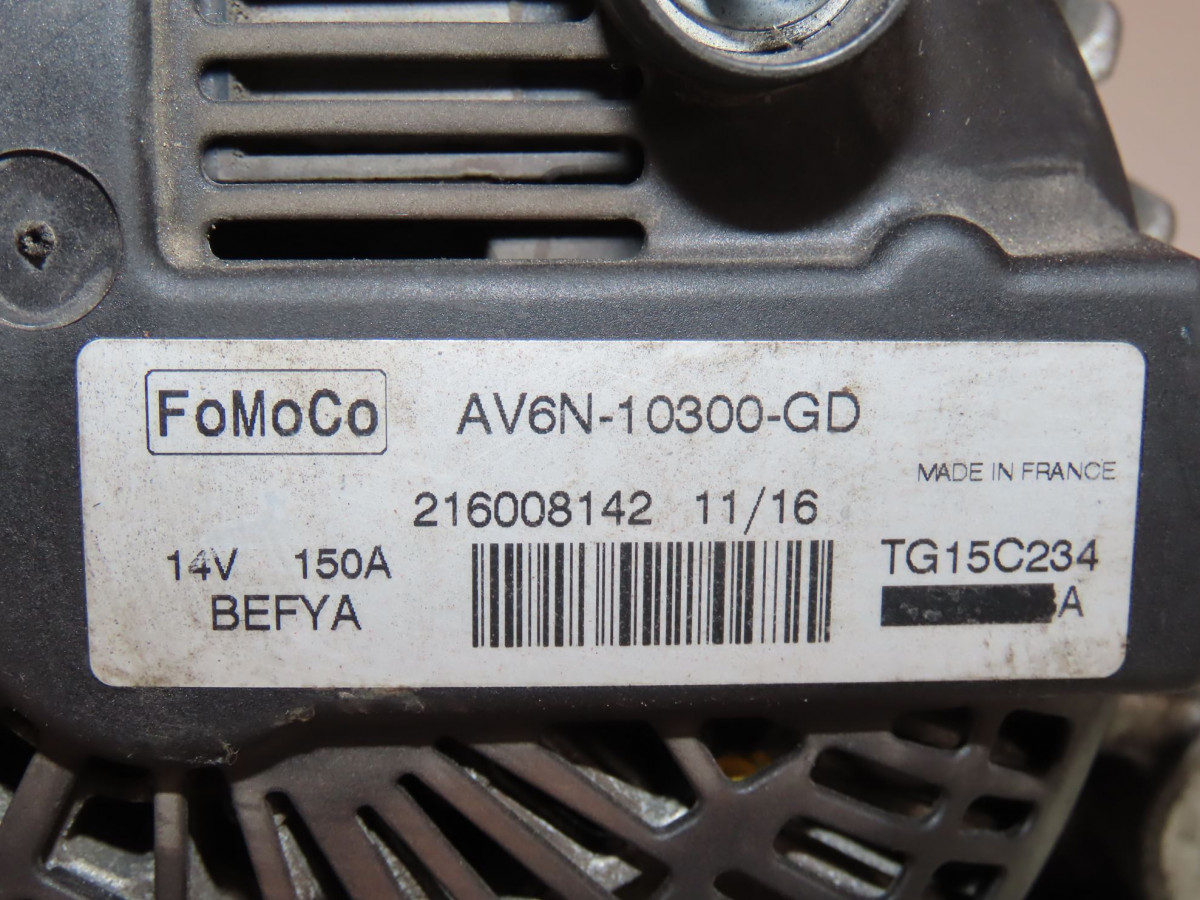 FoMoCo AV6N-10300-GD
MADE IN FRANCE
216008142 11/16
14V 150A TG15C234
BEFYA A